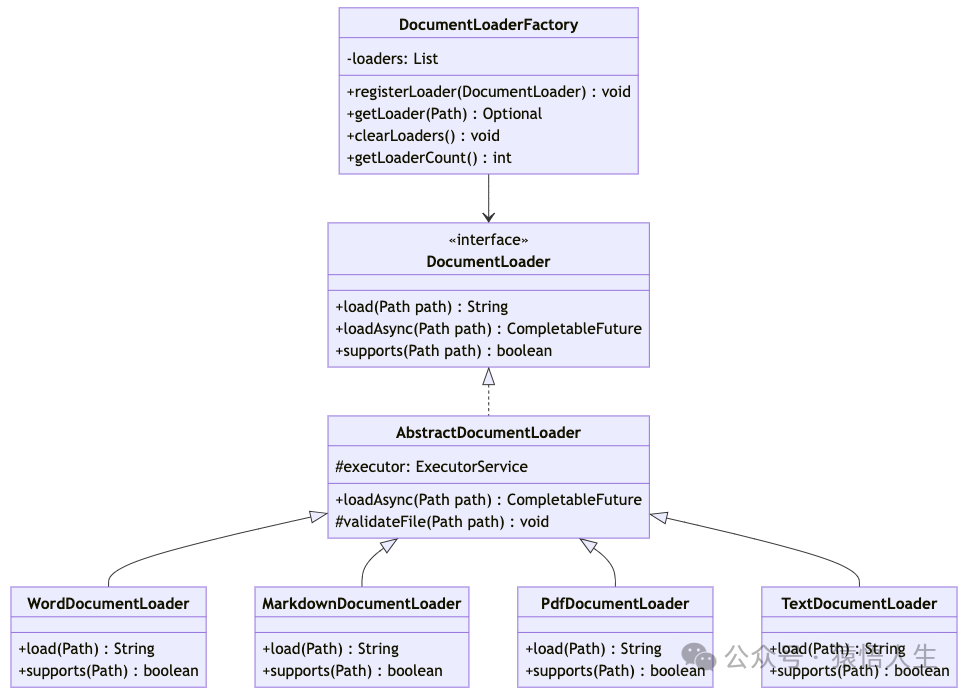 DocumentLoaderFactory
-loaders: List
+registerLoader(DocumentLoader) : void
+getLoader(Path) : Optional
+clearLoaders() : void
+getLoaderCount() : int
«interface»
DocumentLoader
+load(Path path) : String
+loadAsync(Path path) : CompletableFuture
+supports(Path path) : boolean
AbstractDocumentLoader
#executor: ExecutorService
+loadAsync(Path path) : CompletableFuture
#validateFile(Path path) : void
WordDocumentLoader
+load(Path) : String
+supports(Path) : boolean
MarkdownDocumentLoader
+load(Path) : String
+supports(Path) : boolean
PdfDocumentLoader
+load(Path) : String
+supports(Path) : boolean
TextDocumentLoader
+load(Path) : String
+supports(Path) : boolean
公众号 · 猿悟人生